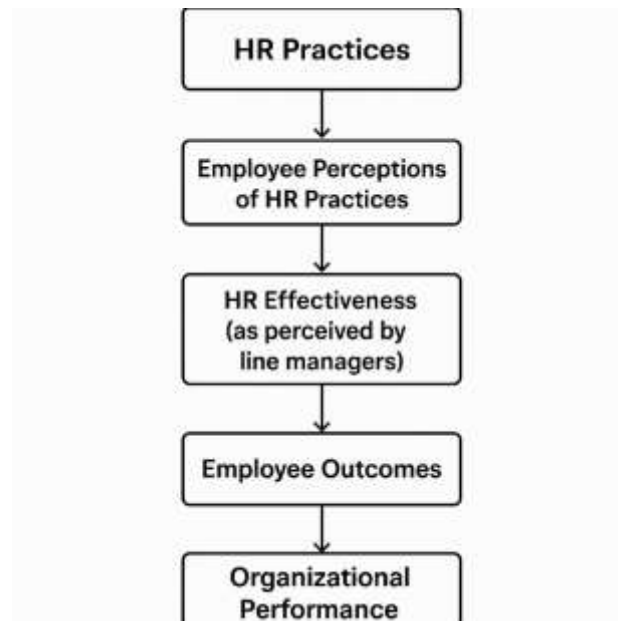 HR Practices
Employee Perceptions
of HR Practices
HR Effectiveness
(as perceived by
line managers)
Employee Outcomes
Organizational
Performance